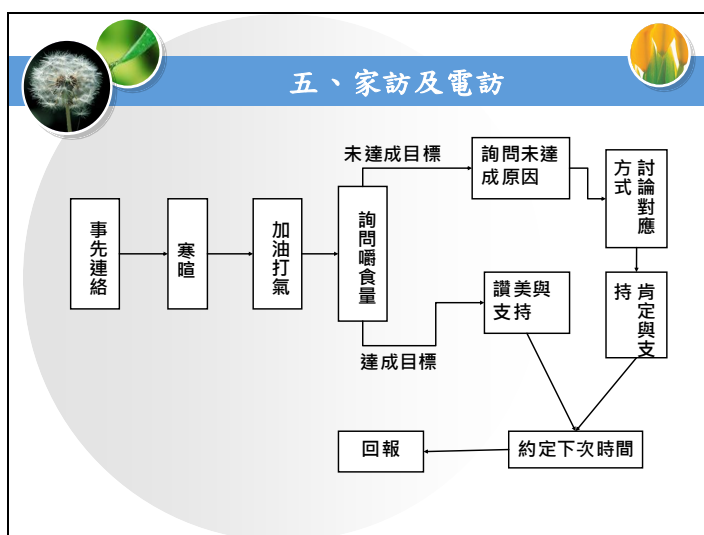 五、家訪及電訪
事先連絡
寒暄
加油打氣
詢問嚼食量
未達成目標
詢問未達
成原因
討論對應
方式
肯定與支
持
達成目標
讚美與
支持
約定下次時間
回報